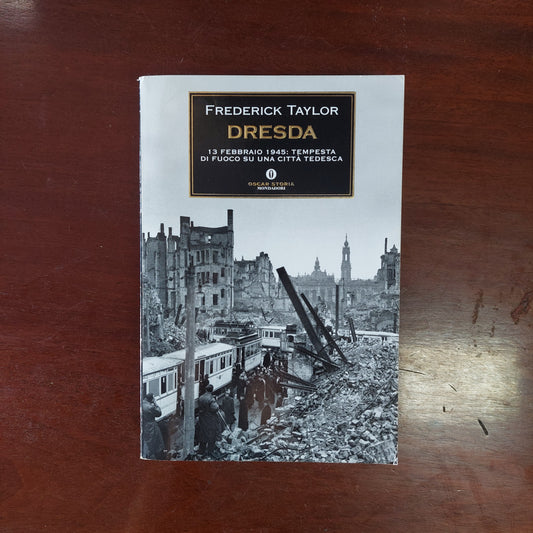 FREDERICK TAYLOR
DRESDA
13 FEBBRAIO 1945: TEMPESTA
DI FUOCO SU UNA CITTÀ TEDESCA
OSCAR STORIA
MONDADORI